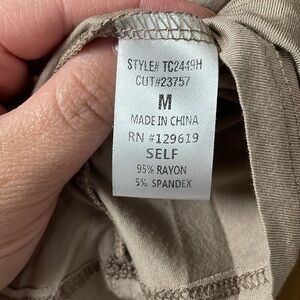 STYLE# TC2449H
CUT#23757
M
MADE IN CHINA
RN #129619
SELF
95% RAYON
5% SPANDEX